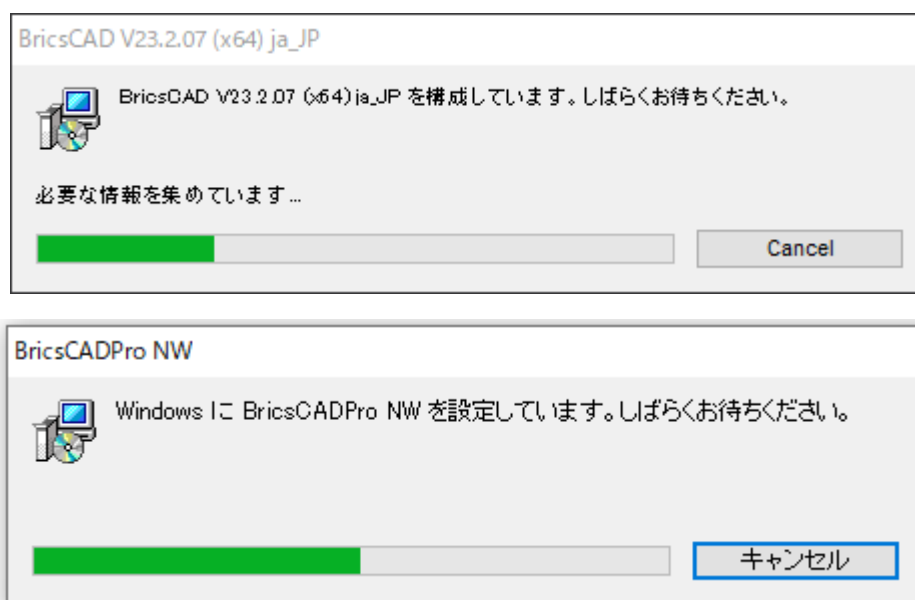 BricsCAD V23.2.07 (x64) ja_JP
BricsCAD V23.2.07 (x64) ja_JP を構成しています。しばらくお待ちください。
必要な情報を集めています...
Cancel
BricsCADPro NW
Windows に BricsCADPro NW を設定しています。しばらくお待ちください。
キャンセル